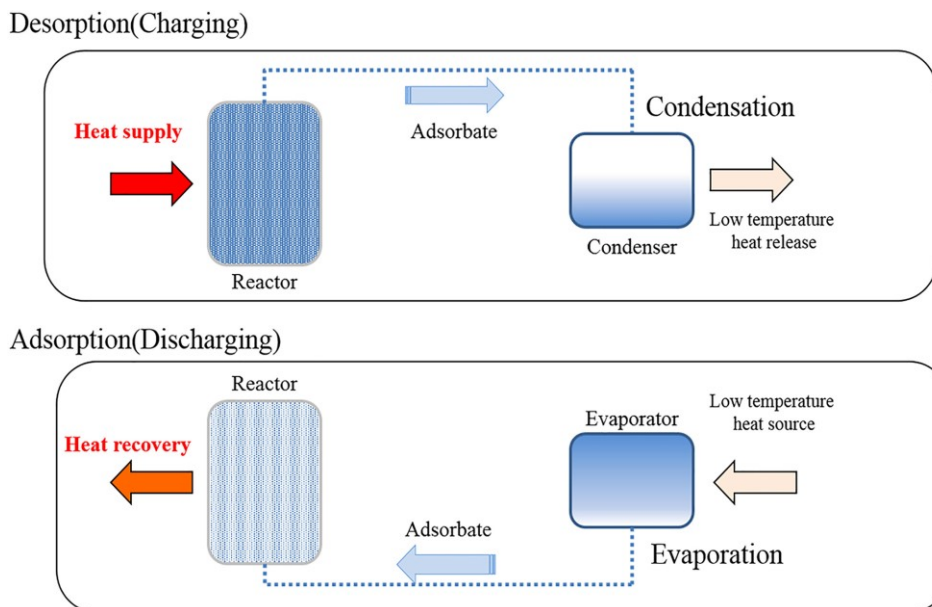 Desorption(Charging)
Heat supply
Adsorbate
Condensation
Low temperature
heat release
Condenser
Reactor
Adsorption(Discharging)
Reactor
Heat recovery
Evaporator
Low temperature
heat source
Adsorbate
Evaporation